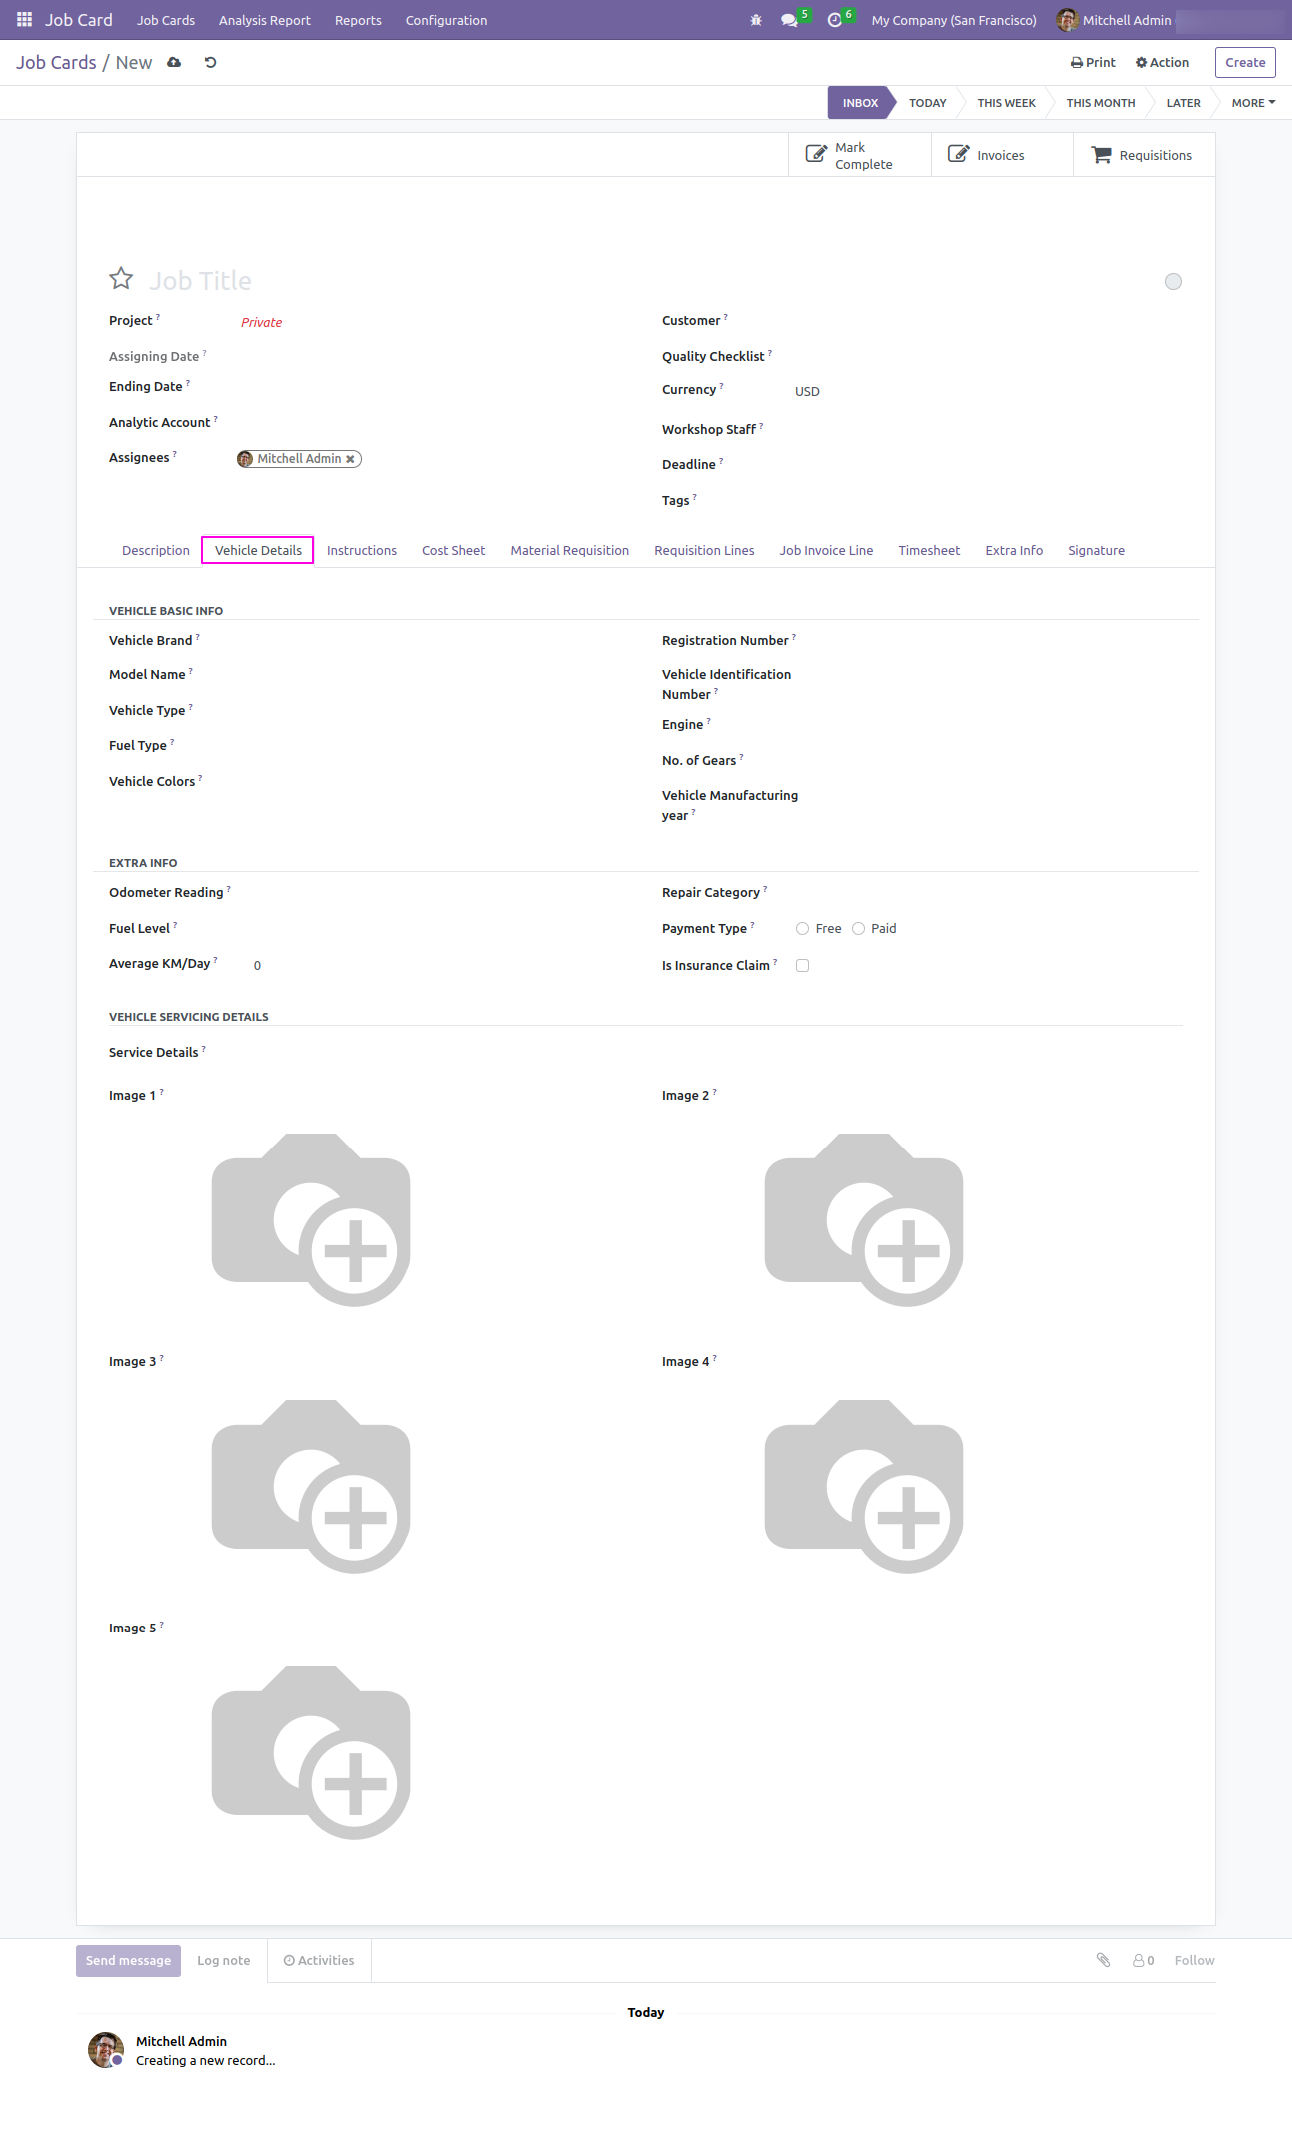 Job Card Job Cards Analysis Report Reports Configuration 5 6 My Company (San Francisco) Mitchell Admin
Job Cards / New Print Action Create
INBOX TODAY THIS WEEK THIS MONTH LATER MORE
Mark Complete Invoices Requisitions
Job Title
Project ? Private Customer ?
Assigning Date ? Quality Checklist ?
Ending Date ? Currency ? USD
Analytic Account ? Workshop Staff ?
Assignees ? Mitchell Admin ✖ Deadline ?
Tags ?
Description Vehicle Details Instructions Cost Sheet Material Requisition Requisition Lines Job Invoice Line Timesheet Extra Info Signature
VEHICLE BASIC INFO
Vehicle Brand ? Registration Number ?
Model Name ? Vehicle Identification Number ?
Vehicle Type ? Engine ?
Fuel Type ? No. of Gears ?
Vehicle Colors ? Vehicle Manufacturing year ?
EXTRA INFO
Odometer Reading ? Repair Category ?
Fuel Level ? Payment Type ? Free Paid
Average KM/Day ? 0 Is Insurance Claim ?
VEHICLE SERVICING DETAILS
Service Details ?
Image 1 ? Image 2 ?
Image 3 ? Image 4 ?
Image 5 ?
Send message Log note Activities 0 Follow
Today
Mitchell Admin
Creating a new record...